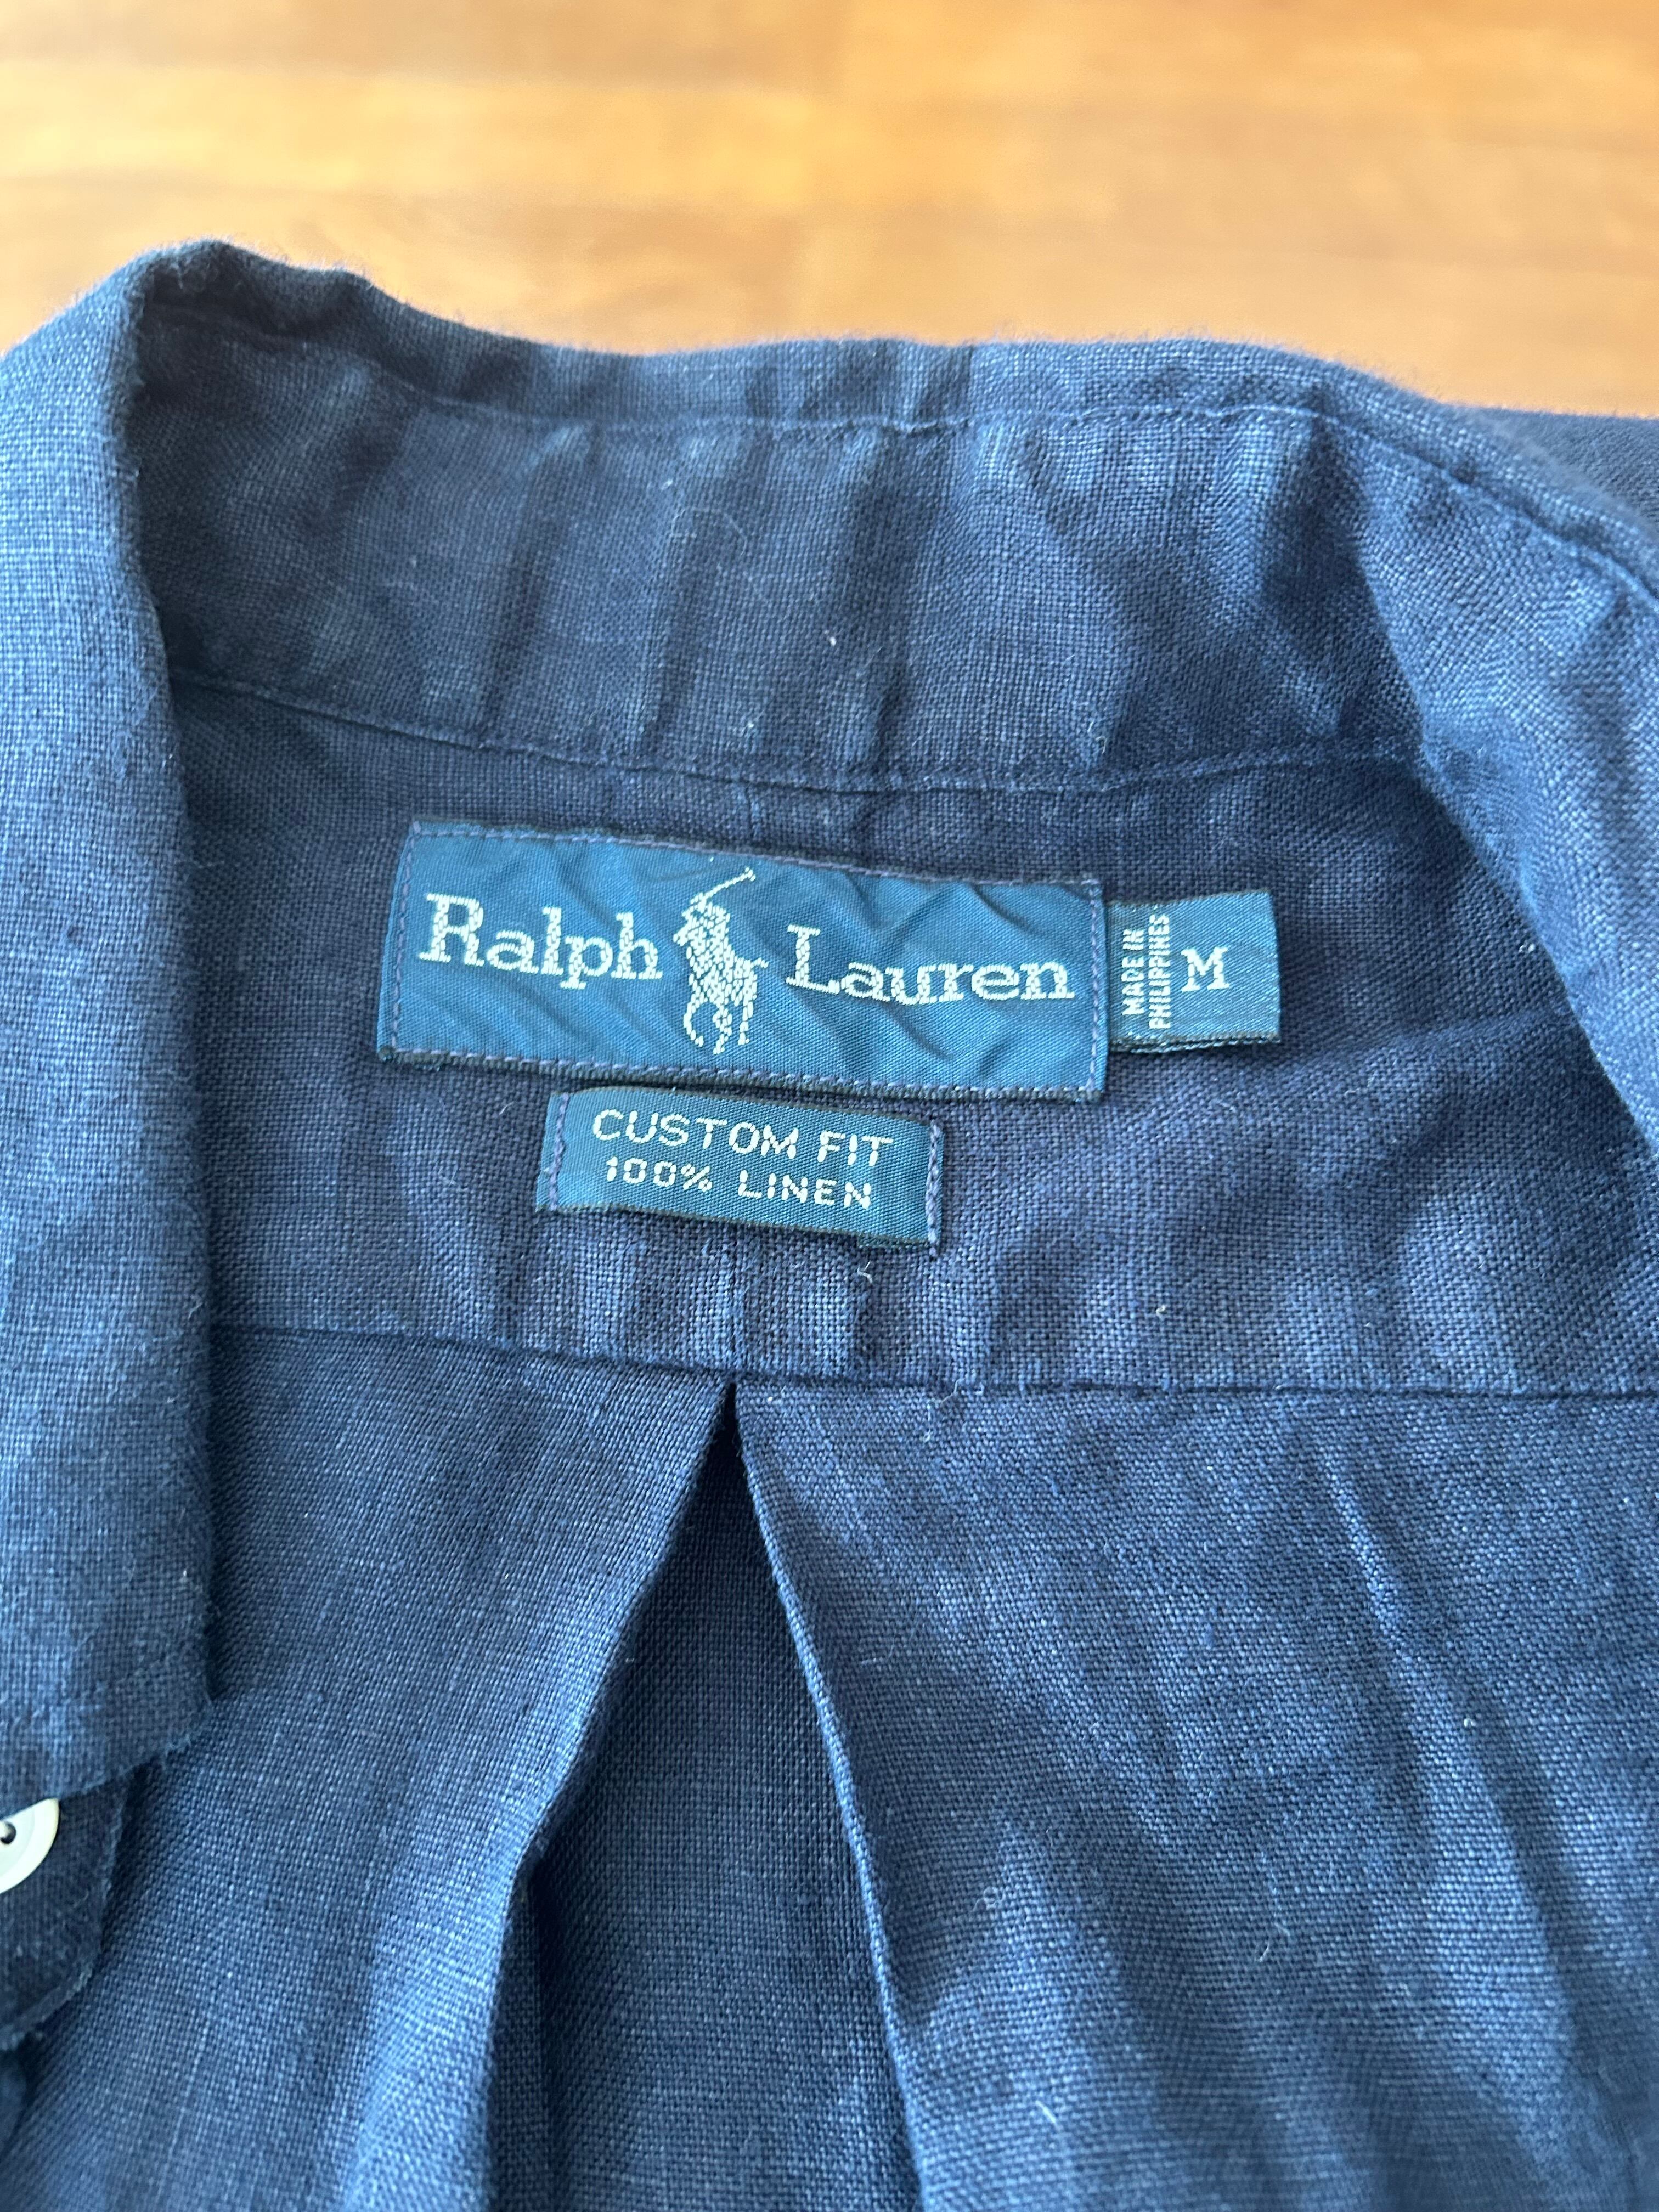 Ralph Lauren
MADE IN
PHILIPPINES
M
CUSTOM FIT
100% LINEN